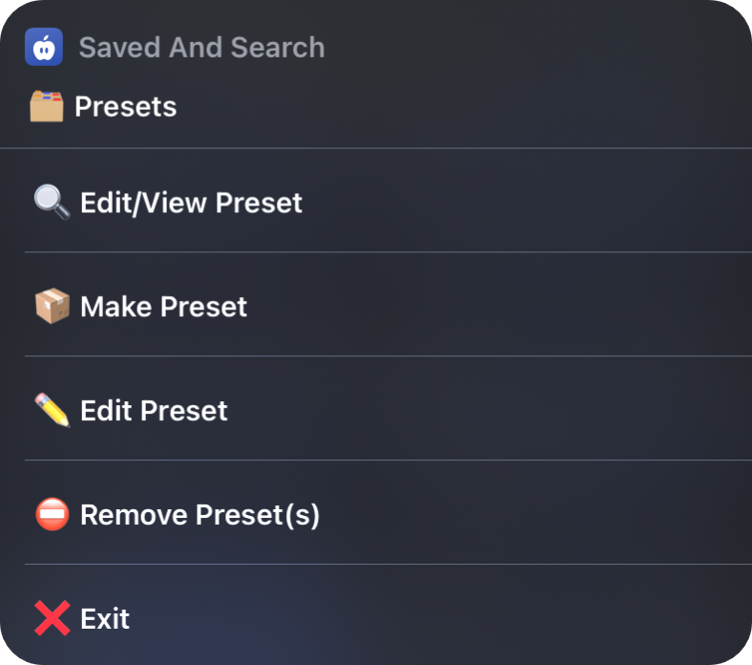 Saved And Search
Presets
Edit/View Preset
Make Preset
Edit Preset
Remove Preset(s)
Exit